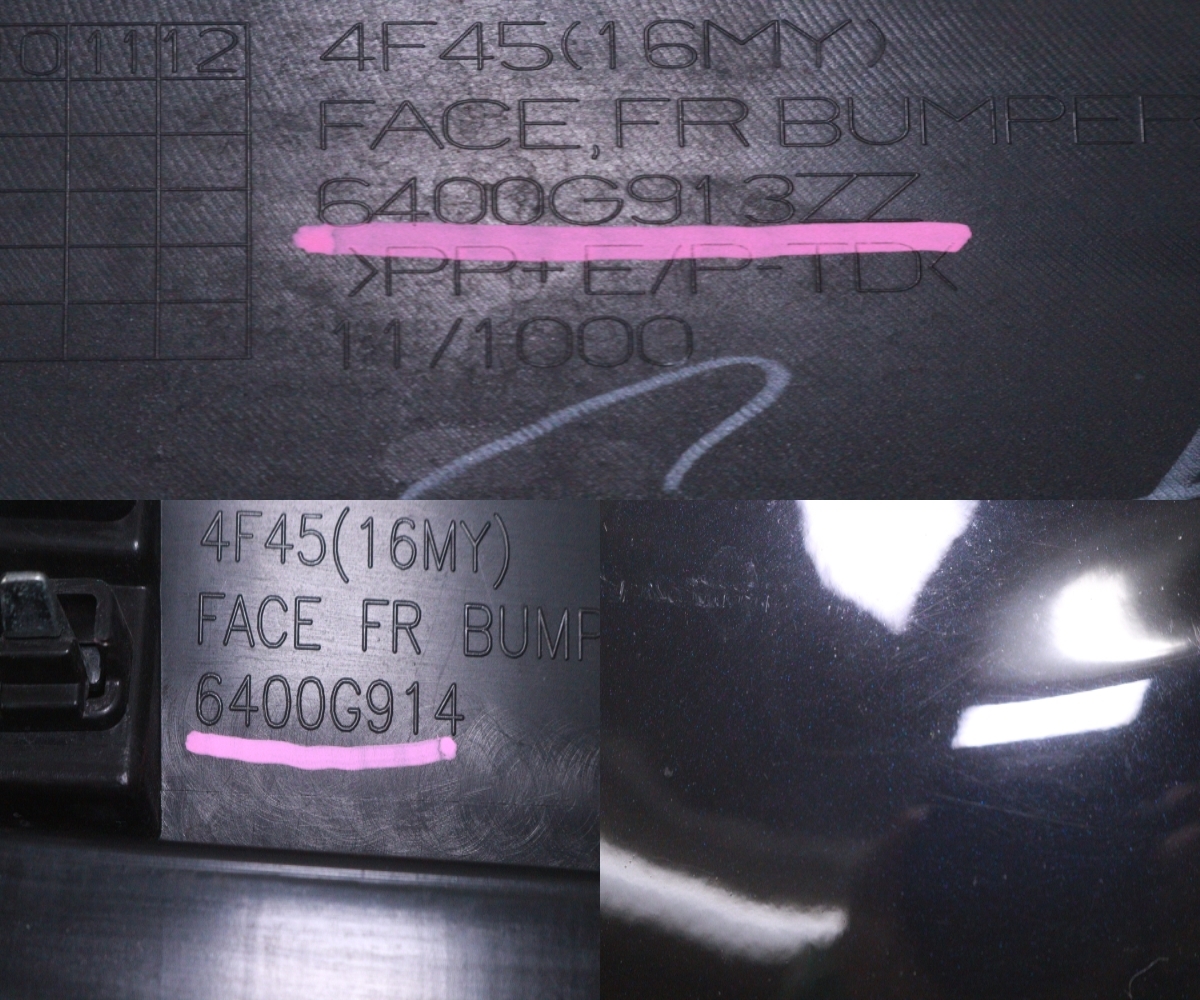 0 11 12
4F45(16MY)
FACE, FR BUMPER
6400G913ZZ
>PP+E/P-TD<
11/1000
4F45(16MY)
FACE FR BUMP
6400G914